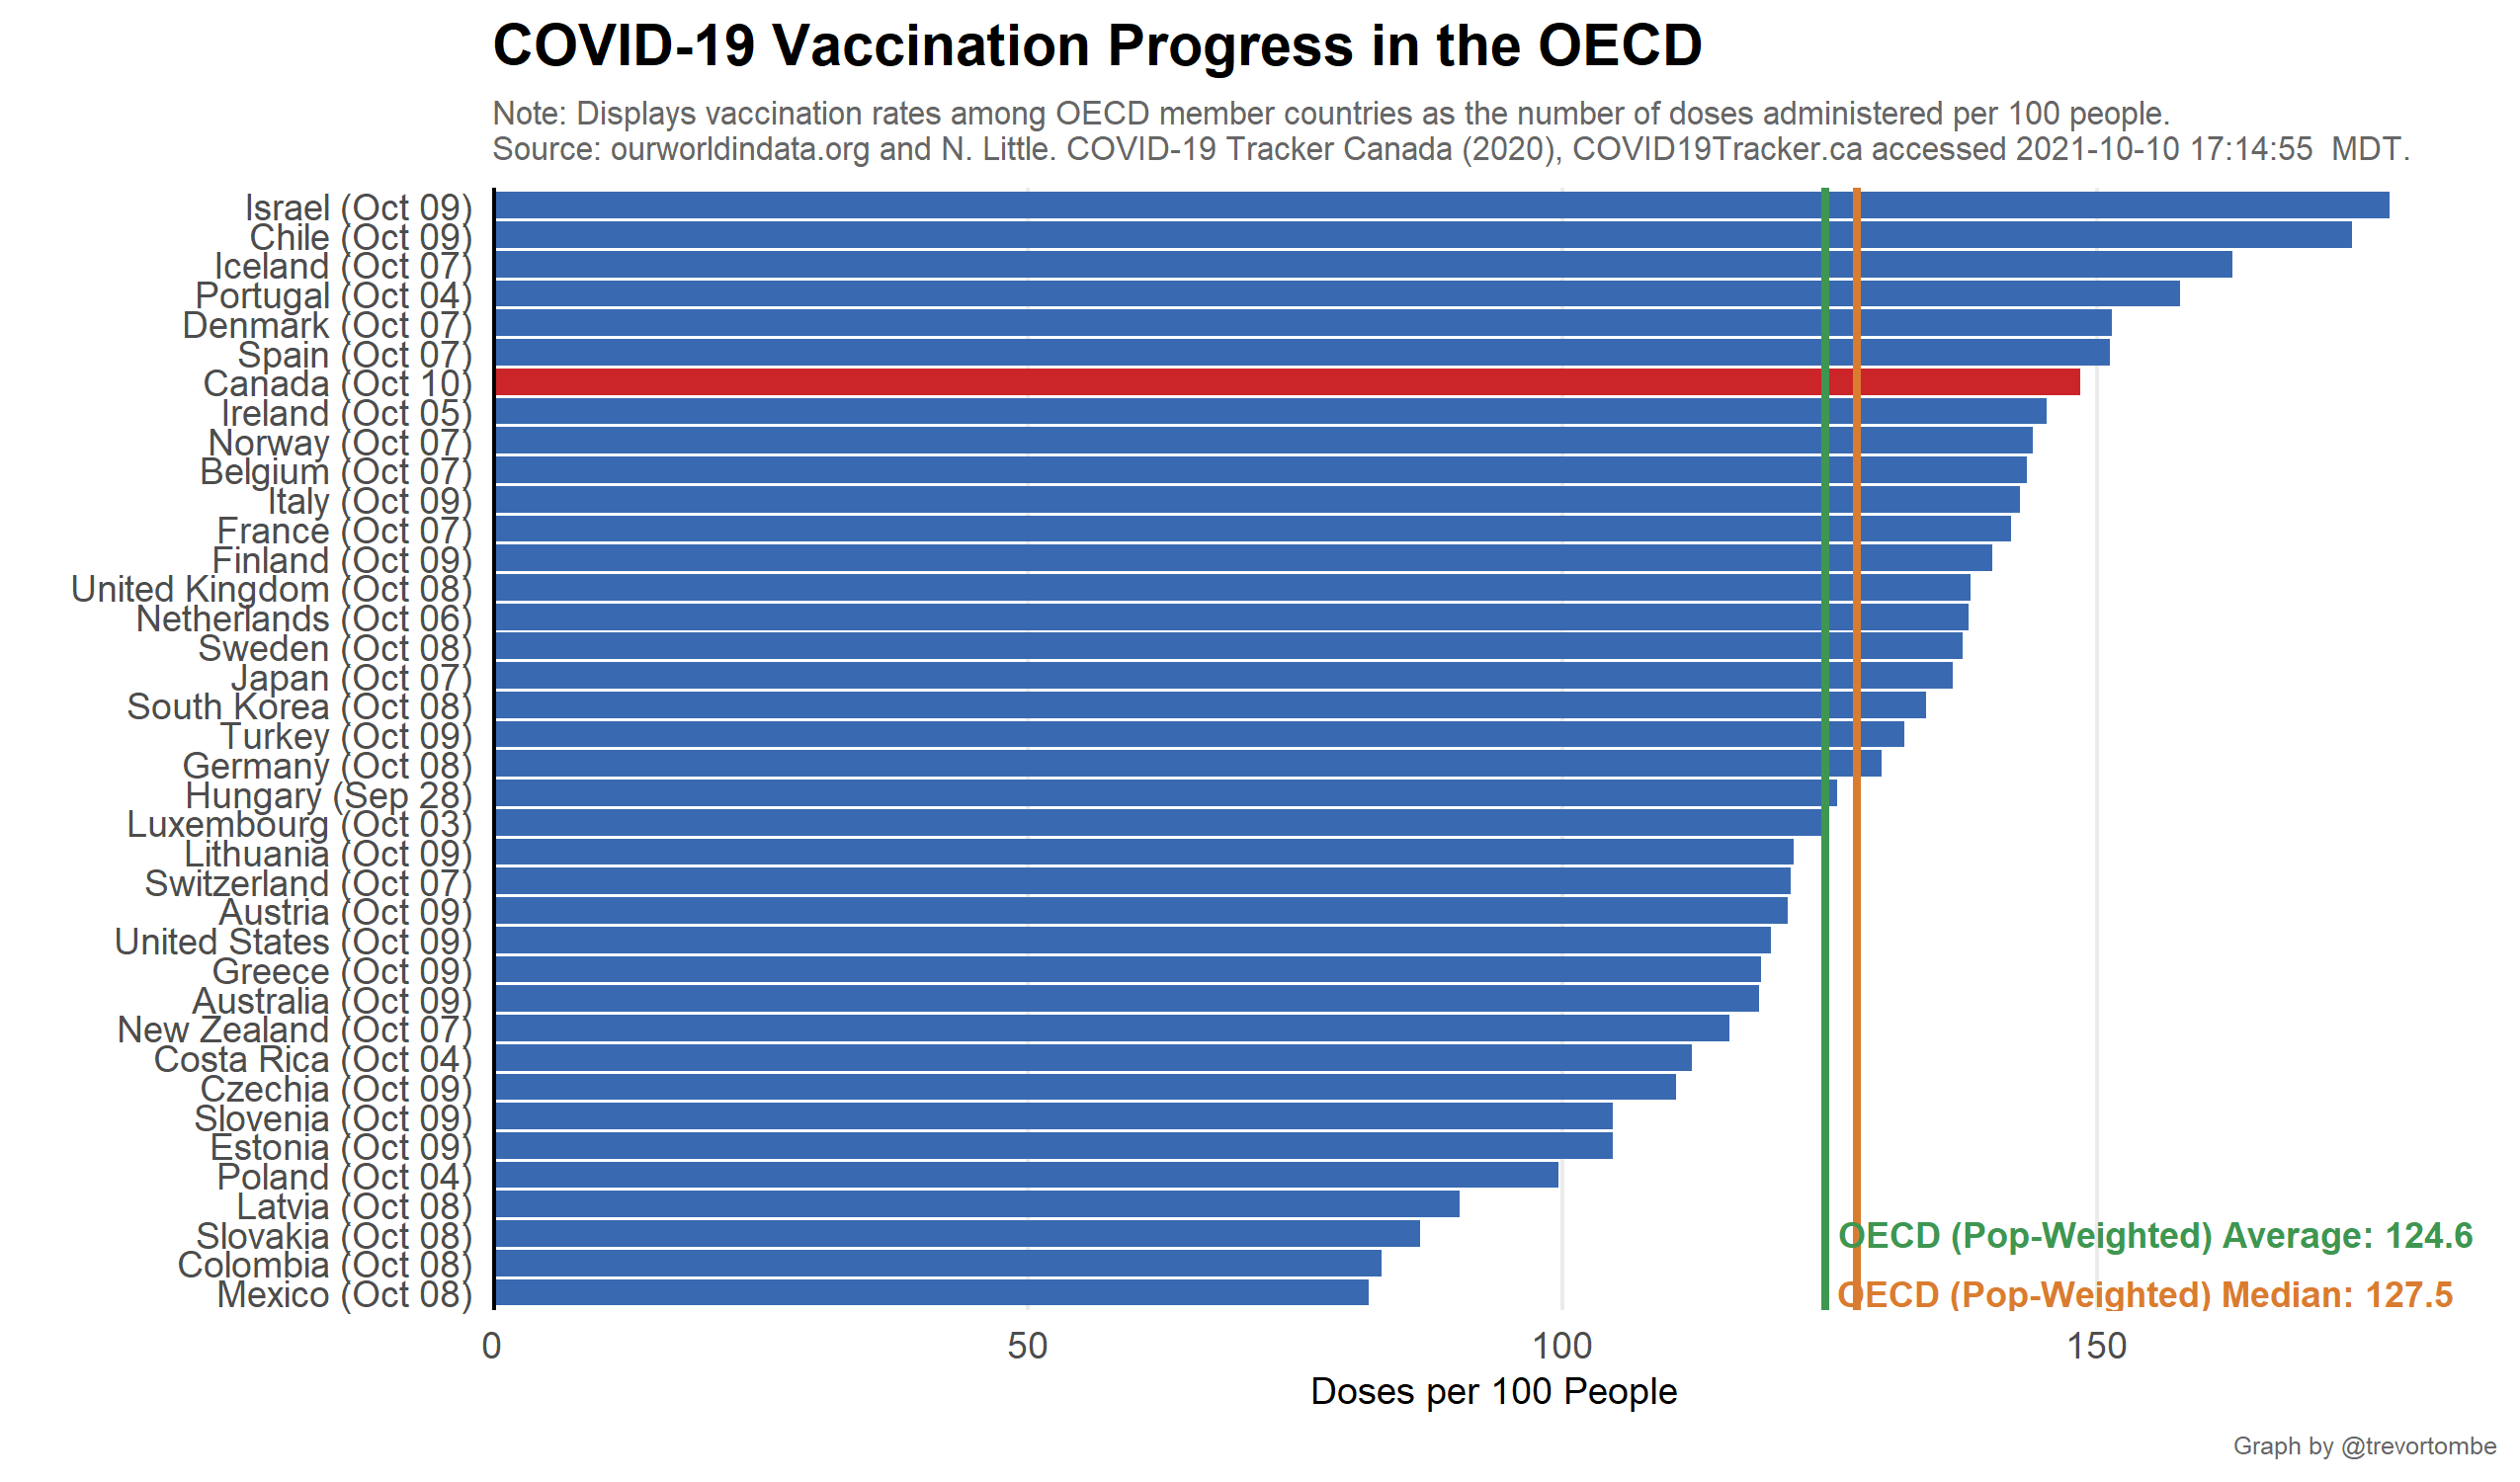 COVID-19 Vaccination Progress in the OECD
Note: Displays vaccination rates among OECD member countries as the number of doses administered per 100 people.
Source: ourworldindata.org and N. Little. COVID-19 Tracker Canada (2020), COVID19Tracker.ca accessed 2021-10-10 17:14:55  MDT.
Israel (Oct 09)
Chile (Oct 09)
Iceland (Oct 07)
Portugal (Oct 04)
Denmark (Oct 07)
Spain (Oct 07)
Canada (Oct 10)
Ireland (Oct 05)
Norway (Oct 07)
Belgium (Oct 07)
Italy (Oct 09)
France (Oct 07)
Finland (Oct 09)
United Kingdom (Oct 08)
Netherlands (Oct 06)
Sweden (Oct 08)
Japan (Oct 07)
South Korea (Oct 08)
Turkey (Oct 09)
Germany (Oct 08)
Hungary (Sep 28)
Luxembourg (Oct 03)
Lithuania (Oct 09)
Switzerland (Oct 07)
Austria (Oct 09)
United States (Oct 09)
Greece (Oct 09)
Australia (Oct 09)
New Zealand (Oct 07)
Costa Rica (Oct 04)
Czechia (Oct 09)
Slovenia (Oct 09)
Estonia (Oct 09)
Poland (Oct 04)
Latvia (Oct 08)
Slovakia (Oct 08)
Colombia (Oct 08)
Mexico (Oct 08)
OECD (Pop-Weighted) Average: 124.6
OECD (Pop-Weighted) Median: 127.5
0 50 100 150
Doses per 100 People
Graph by @trevortombe